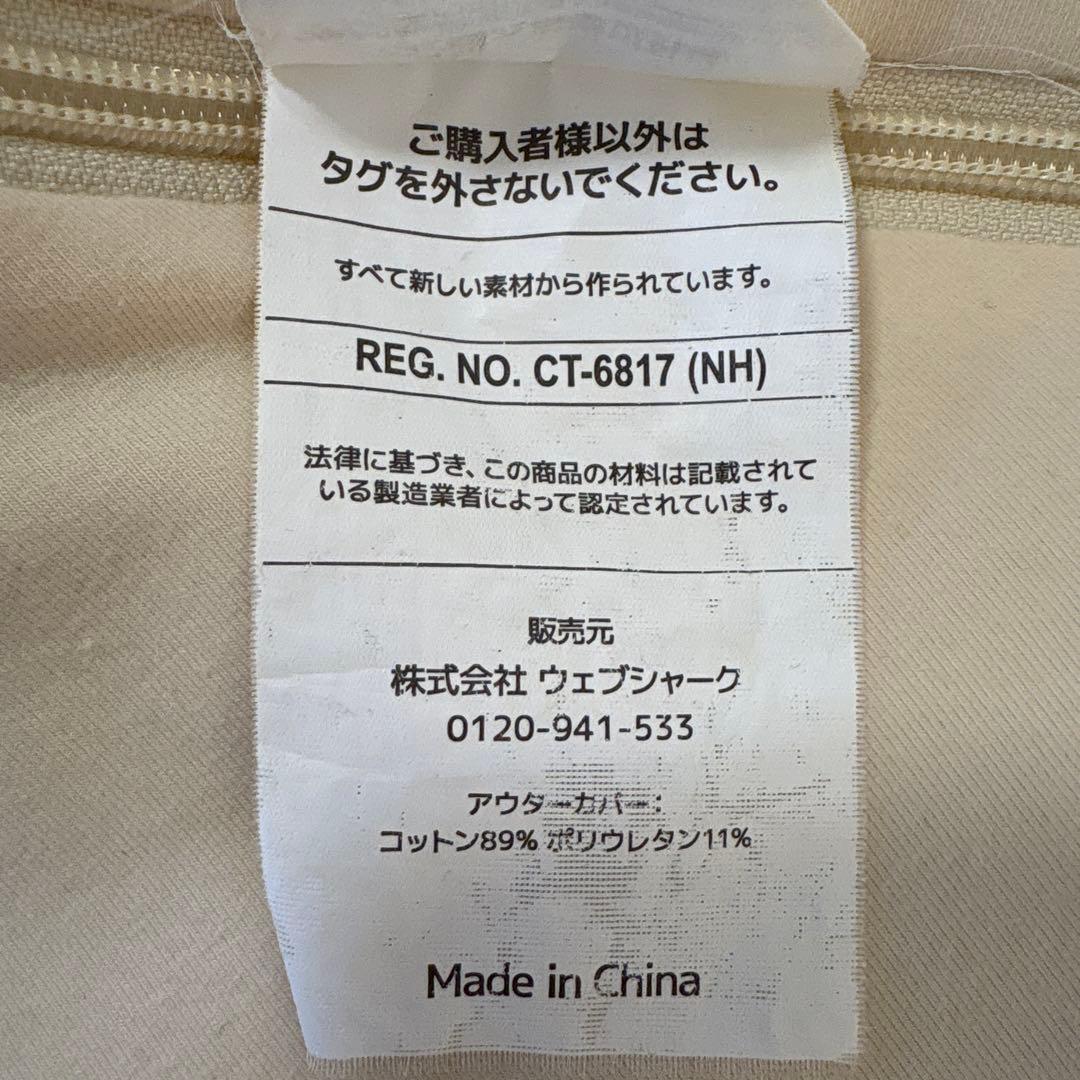 ご購入者様以外は
タグを外さないでください。
すべて新しい素材から作られています。
REG. NO. CT-6817 (NH)
法律に基づき、この商品の材料は記載されて
いる製造業者によって認定されています。
販売元
株式会社 ウェブシャーク
0120-941-533
アウターカバー：
コットン89% ポリウレタン11%
Made in China